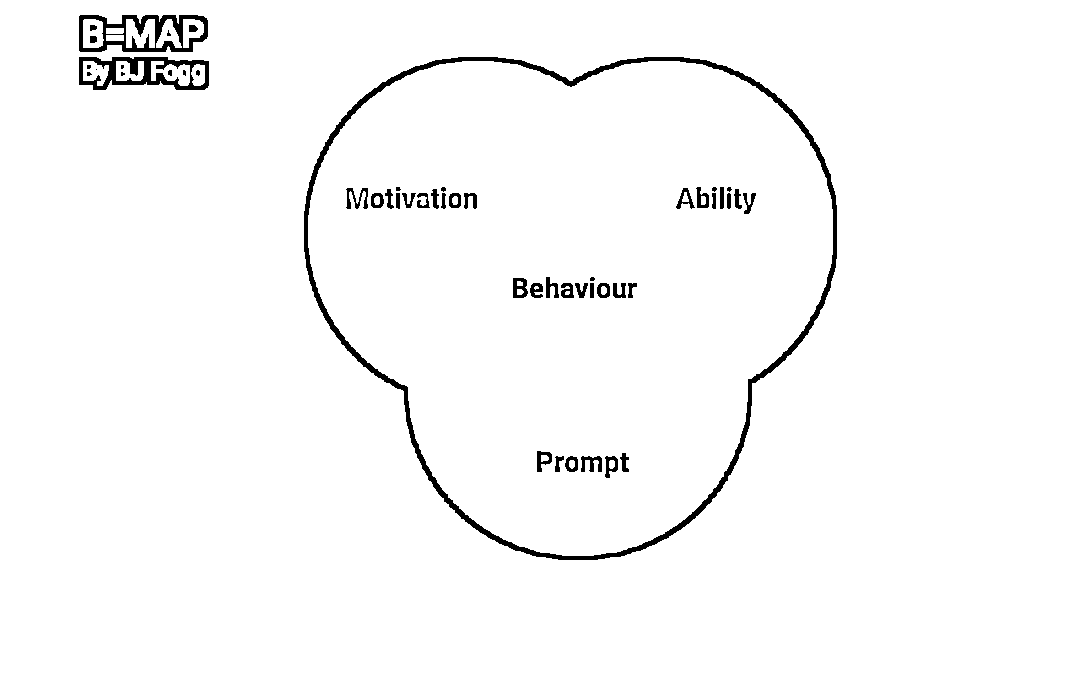 B=MAP
By BJ Fogg
Motivation
Ability
Behaviour
Prompt